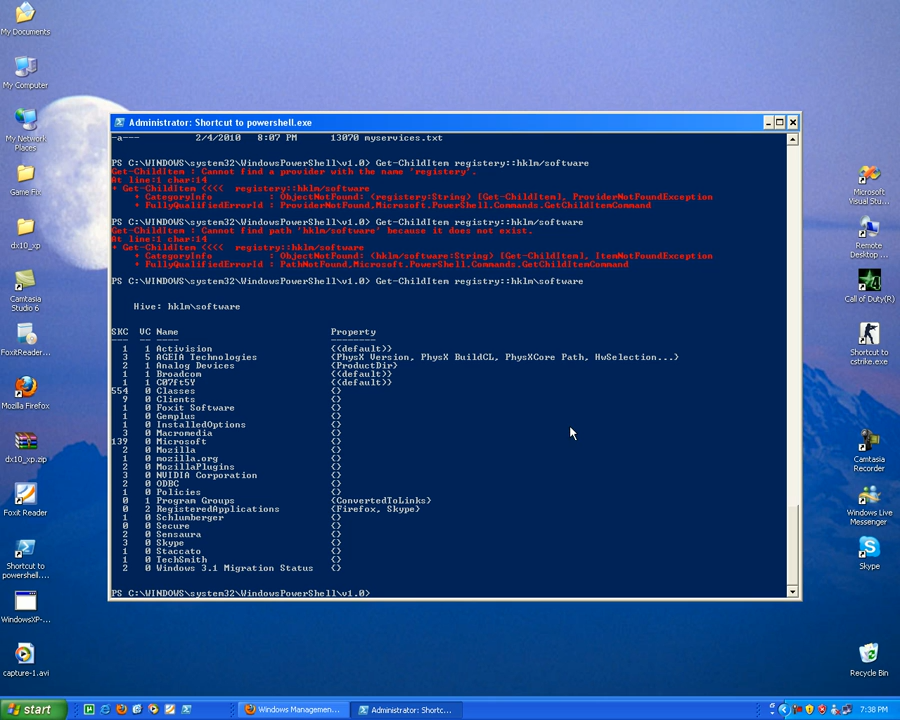 My Documents
My Computer
My Network
Places
Game Fix
dx10_xp
Camtasia
Studio 6
FoxitReader...
Mozilla Firefox
dx10_xp.zip
Foxit Reader
Shortcut to
powershell....
WindowsXP-...
capture-1.avi
Administrator: Shortcut to powershell.exe
-a--- 2/4/2010 8:07 PM 13070 myservices.txt
PS C:\WINDOWS\system32\WindowsPowerShell\v1.0> Get-ChildItem registery::hklm/software
Get-ChildItem : Cannot find a provider with the name 'registery'.
At line:1 char:14
+ Get-ChildItem <<<< registery::hklm/software
+ CategoryInfo : ObjectNotFound: (registery:String) [Get-ChildItem], ProviderNotFoundException
+ FullyQualifiedErrorId : ProviderNotFound,Microsoft.PowerShell.Commands.GetChildItemCommand
PS C:\WINDOWS\system32\WindowsPowerShell\v1.0> Get-ChildItem registry::hklm/software
Get-ChildItem : Cannot find path 'hklm/software' because it does not exist.
At line:1 char:14
+ Get-ChildItem <<<< registry::hklm/software
+ CategoryInfo : ObjectNotFound: (hklm/software:String) [Get-ChildItem], ItemNotFoundException
+ FullyQualifiedErrorId : PathNotFound,Microsoft.PowerShell.Commands.GetChildItemCommand
PS C:\WINDOWS\system32\WindowsPowerShell\v1.0> Get-ChildItem registry::hklm\software
Hive: hklm\software
SKC VC Name Property
--- -- ---- --------
1 1 Activision {(default)}
3 5 AGEIA Technologies {PhysX Version, PhysX BuildCL, PhysXCore Path, HwSelection...}
2 1 Analog Devices {ProductDir}
1 1 Broadcom {(default)}
1 1 C07ft5Y {(default)}
554 0 Classes {}
9 0 Clients {}
1 0 Foxit Software {}
1 0 Gemplus {}
1 0 InstalledOptions {}
3 0 Macromedia {}
139 0 Microsoft {}
2 0 Mozilla {}
1 0 mozilla.org {}
2 0 MozillaPlugins {}
3 0 NVIDIA Corporation {}
2 0 ODBC {}
1 0 Policies {}
0 1 Program Groups {ConvertedToLinks}
0 2 RegisteredApplications {Firefox, Skype}
1 0 Schlumberger {}
0 0 Secure {}
2 0 Sensaura {}
3 0 Skype {}
1 0 Staccato {}
1 0 TechSmith {}
2 0 Windows 3.1 Migration Status {}
PS C:\WINDOWS\system32\WindowsPowerShell\v1.0>
Microsoft
Visual Stu...
Remote
Desktop ...
Call of Duty(R)
Shortcut to
cstrike.exe
Camtasia
Recorder
Windows Live
Messenger
Skype
Recycle Bin
start
Windows Managemen...
Administrator: Shortc...
7:38 PM